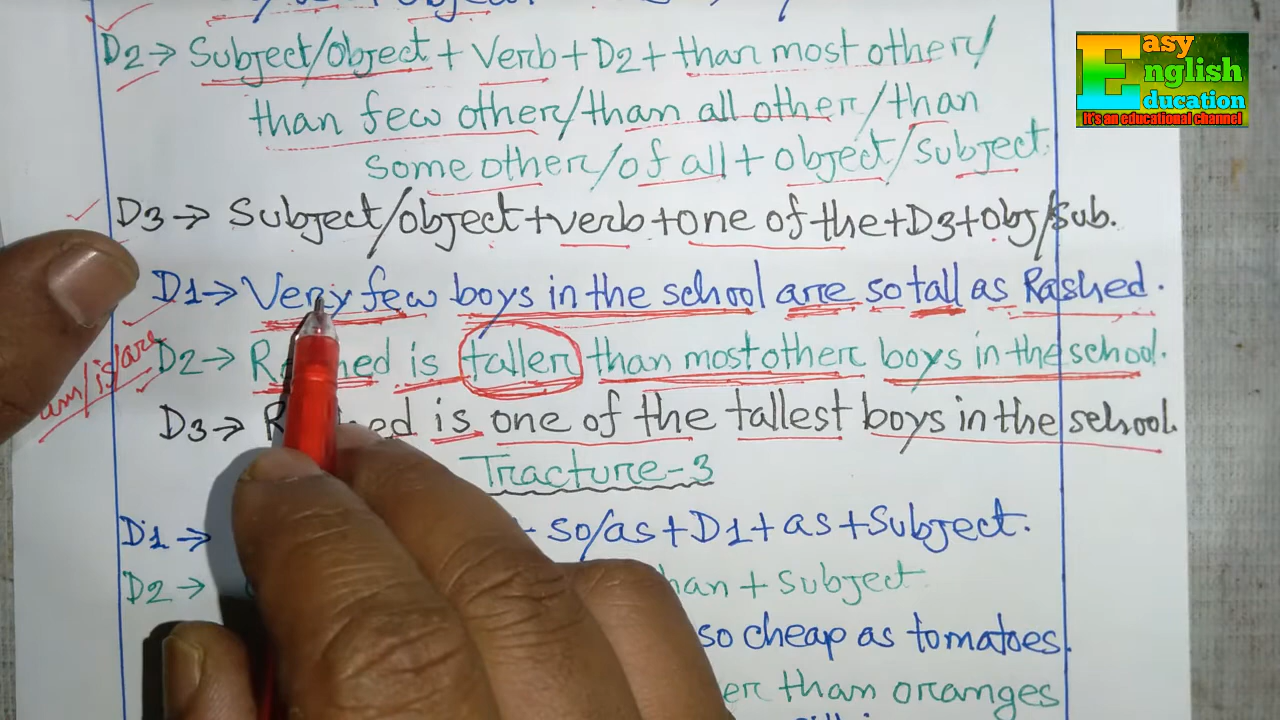 D2→ Subject/object + Verb + D2 + than most other/
than few other/than all other/than
some other/of all + object/subject.
D3→ Subject/object+verb+one of the+D3+obj/sub.
D1→ Very few boys in the school are so tall as Rashed.
am/is/are
D2→ is taller than most other boys in the school.
D3→ is one of the tallest boys in the school.
Tracture-3
D1→ so/as+D1+as+Subject.
D2→ + Subject
so cheap as tomatoes.
than oranges
Easy
English
Education
It's an educational channel